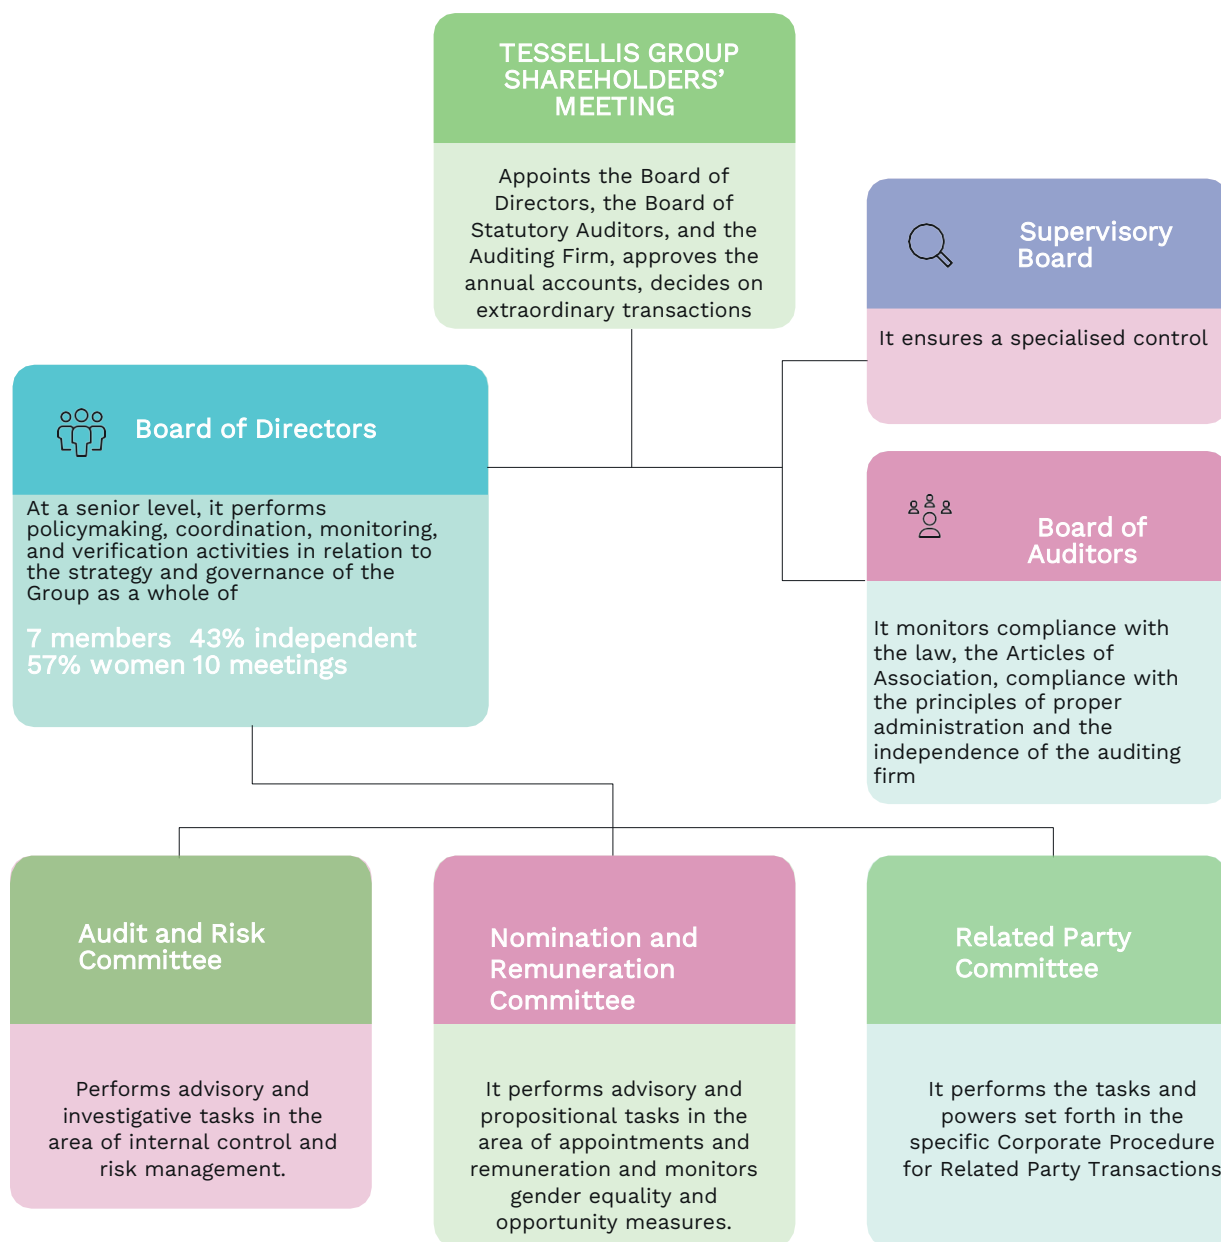 TESSELLIS GROUP
SHAREHOLDERS’
MEETING
Appoints the Board of
Directors, the Board of
Statutory Auditors, and the
Auditing Firm, approves the
annual accounts, decides on
extraordinary transactions
Supervisory
Board
It ensures a specialised control
Board of Directors
At a senior level, it performs
policymaking, coordination, monitoring,
and verification activities in relation to
the strategy and governance of the
Group as a whole of
7 members 43% independent
57% women 10 meetings
Board of
Auditors
It monitors compliance with
the law, the Articles of
Association, compliance with
the principles of proper
administration and the
independence of the auditing
firm
Audit and Risk
Committee
Performs advisory and
investigative tasks in the
area of internal control and
risk management.
Nomination and
Remuneration
Committee
It performs advisory and
propositional tasks in the
area of appointments and
remuneration and monitors
gender equality and
opportunity measures.
Related Party
Committee
It performs the tasks and
powers set forth in the
specific Corporate Procedure
for Related Party Transactions